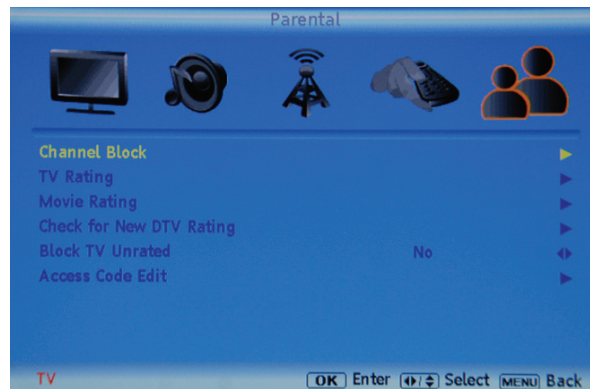 Parental
Channel Block
TV Rating
Movie Rating
Check for New DTV Rating
Block TV Unrated No
Access Code Edit
TV OK Enter Select MENU Back